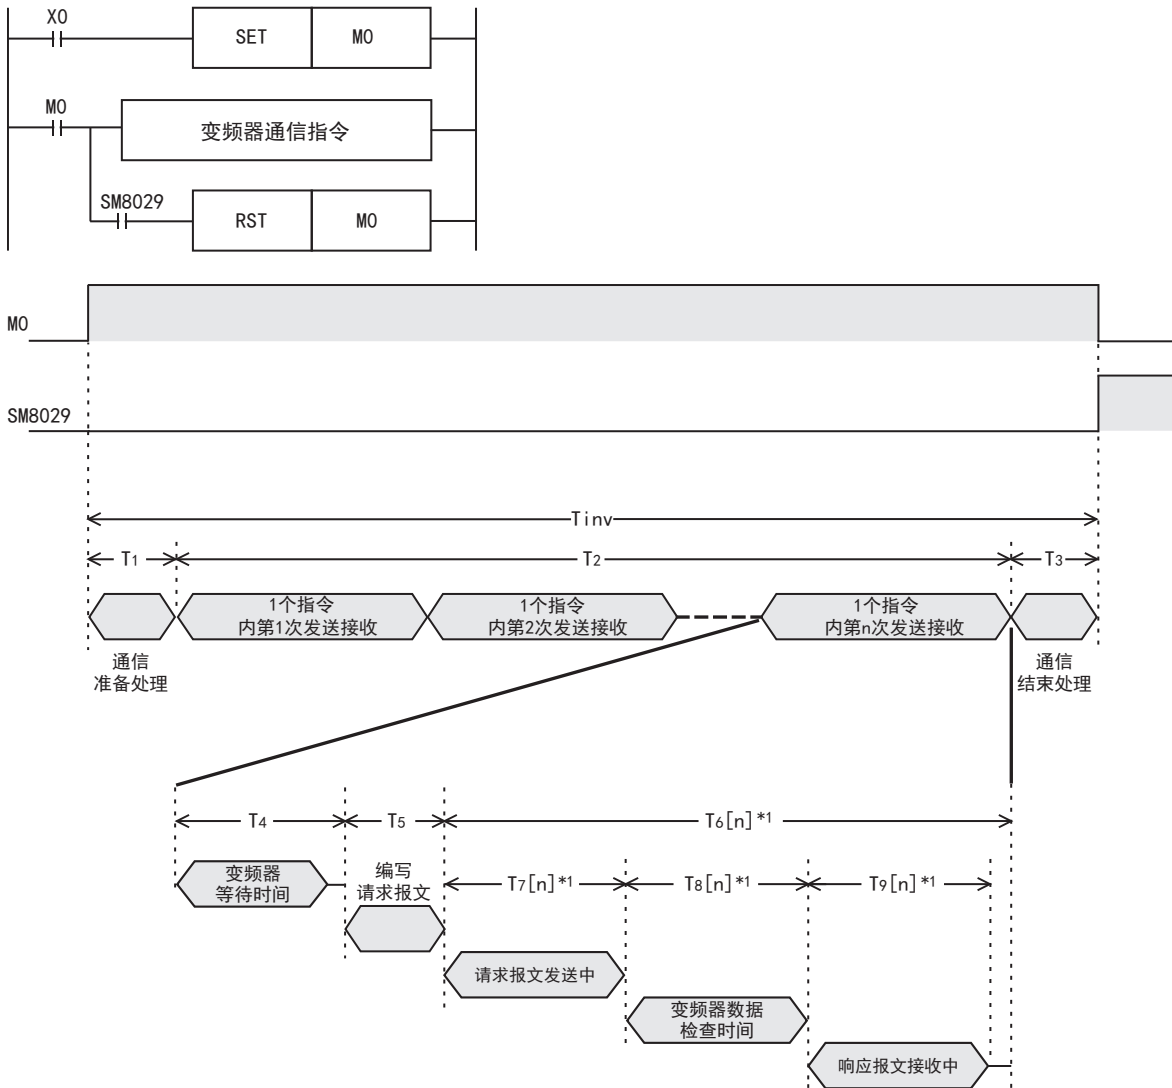 X0
SET M0
M0
变频器通信指令
SM8029
RST M0
M0
SM8029
Tinv
T1 T2 T3
1个指令
内第1次发送接收
1个指令
内第2次发送接收
1个指令
内第n次发送接收
通信
准备处理
通信
结束处理
T4 T5 T6[n]*1
变频器
等待时间
编写
请求报文
T7[n]*1 T8[n]*1 T9[n]*1
请求报文发送中
变频器数据
检查时间
响应报文接收中